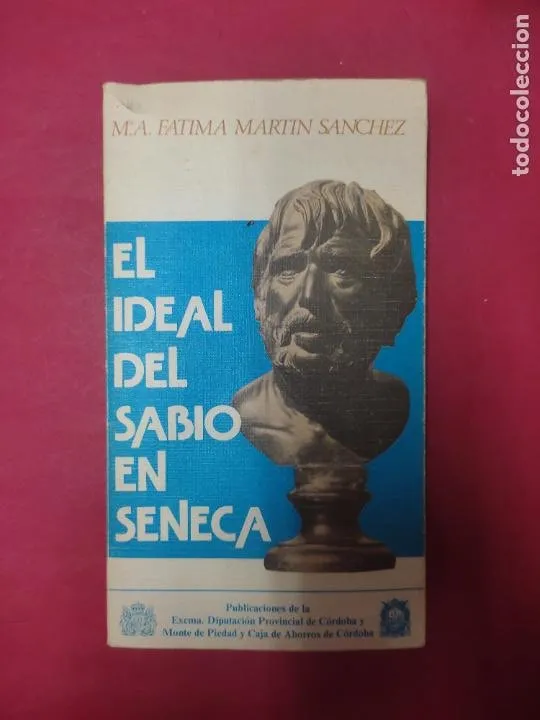 todocoleccion
Mª A. FATIMA MARTIN SANCHEZ
EL
IDEAL
DEL
SABIO
EN
SENECA
Publicaciones de la
Excma. Diputación Provincial de Córdoba y
Monte de Piedad y Caja de Ahorros de Córdoba